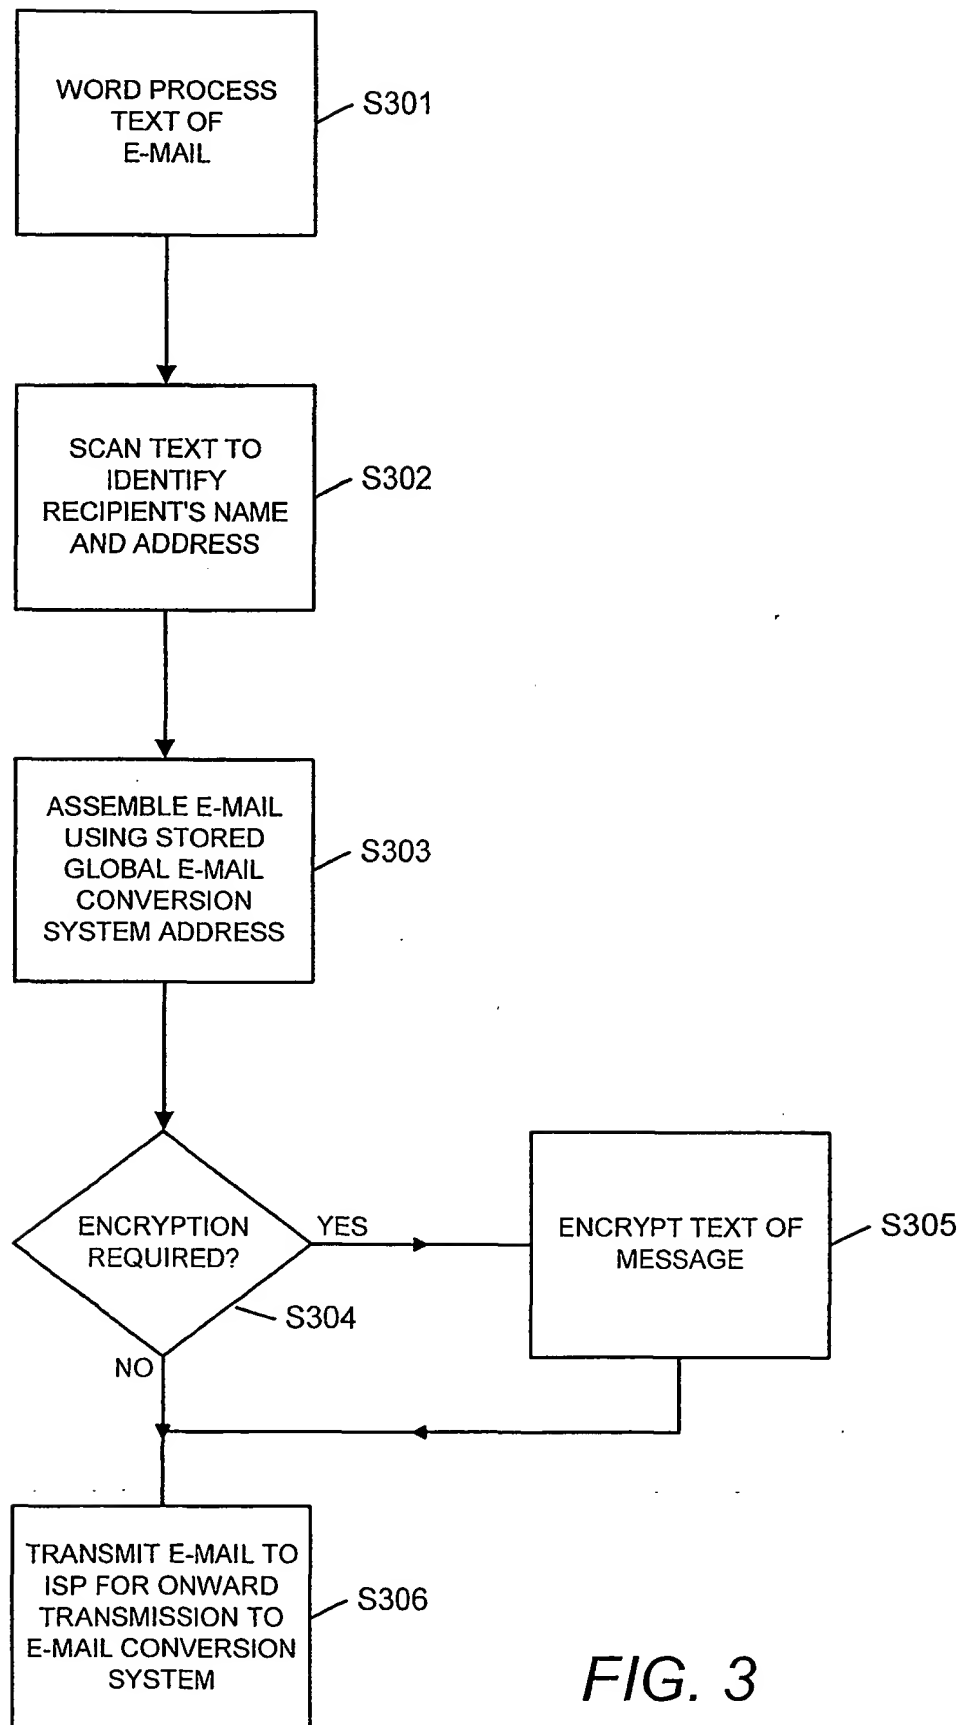 WORD PROCESS
TEXT OF
E-MAIL
S301
SCAN TEXT TO
IDENTIFY
RECIPIENT'S NAME
AND ADDRESS
S302
ASSEMBLE E-MAIL
USING STORED
GLOBAL E-MAIL
CONVERSION
SYSTEM ADDRESS
S303
ENCRYPTION
REQUIRED?
S304
YES
ENCRYPT TEXT OF
MESSAGE
S305
NO
TRANSMIT E-MAIL TO
ISP FOR ONWARD
TRANSMISSION TO
E-MAIL CONVERSION
SYSTEM
S306
FIG. 3